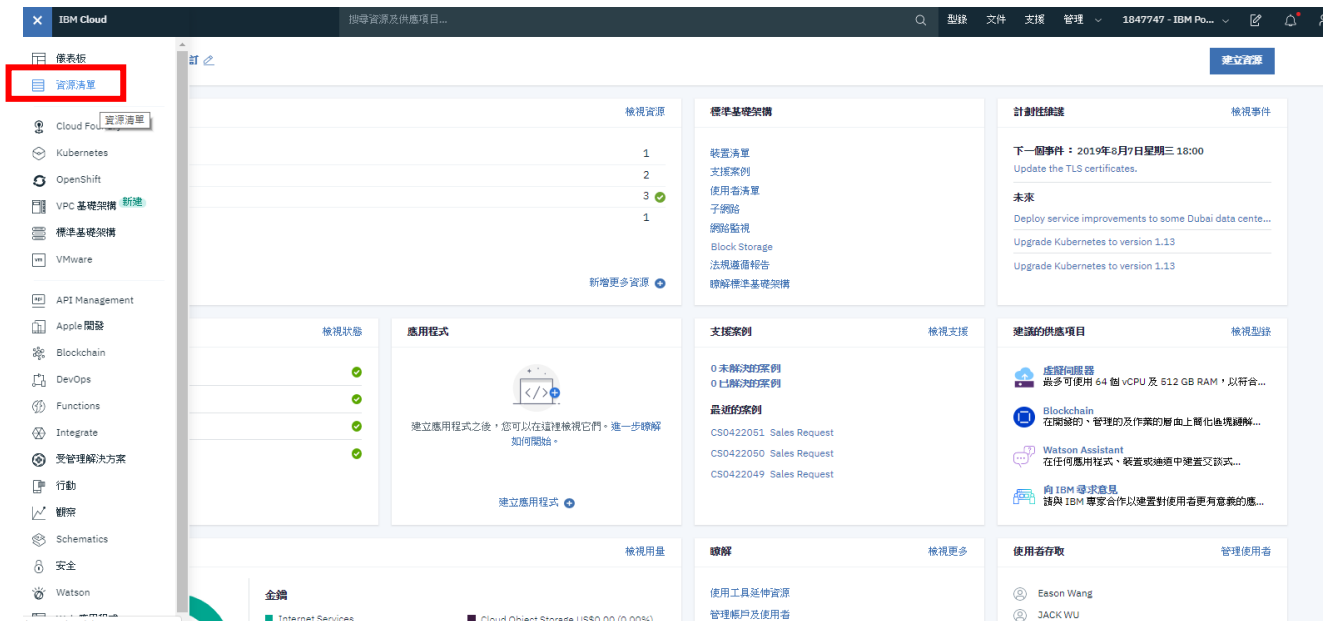 IBM Cloud
搜尋資源及供應項目...
型錄 文件 支援 管理 1847747 - IBM Po...
儀表板
資源清單
資源清單
Cloud Fou
Kubernetes
OpenShift
VPC 基礎架構 新建
標準基礎架構
VMware
API Management
Apple 開發
Blockchain
DevOps
Functions
Integrate
受管理解決方案
行動
觀察
Schematics
安全
Watson
訂
建立資源
檢視資源
1
2
3
1
新增更多資源
標準基礎架構
裝置清單
支援案例
使用者清單
子網路
網路監視
Block Storage
法規遵循報告
瞭解標準基礎架構
計劃性維護 檢視事件
下一個事件：2019年8月7日星期三 18:00
Update the TLS certificates.
未來
Deploy service improvements to some Dubai data cente...
Upgrade Kubernetes to version 1.13
Upgrade Kubernetes to version 1.13
檢視狀態
應用程式
建立應用程式之後，您可以在這裡檢視它們。進一步瞭解
如何開始。
建立應用程式
支援案例 檢視支援
0 未解決的案例
0 已解決的案例
最近的案例
CS0422051 Sales Request
CS0422050 Sales Request
CS0422049 Sales Request
建議的供應項目 檢視型錄
虛擬伺服器
最多可使用 64 個 vCPU 及 512 GB RAM，以符合...
Blockchain
在開發的、管理的及作業的層面上簡化區塊鏈解...
Watson Assistant
在任何應用程式、裝置或通道中建置交談式...
向 IBM 尋求意見
請與 IBM 專家合作以建置對使用者更有意義的應...
檢視用量
金鑰
Internet Services
Cloud Object Storage US$0.00 (0.00%)
瞭解 檢視更多
使用工具延伸資源
管理帳戶及使用者
使用者存取 管理使用者
Eason Wang
JACK WU